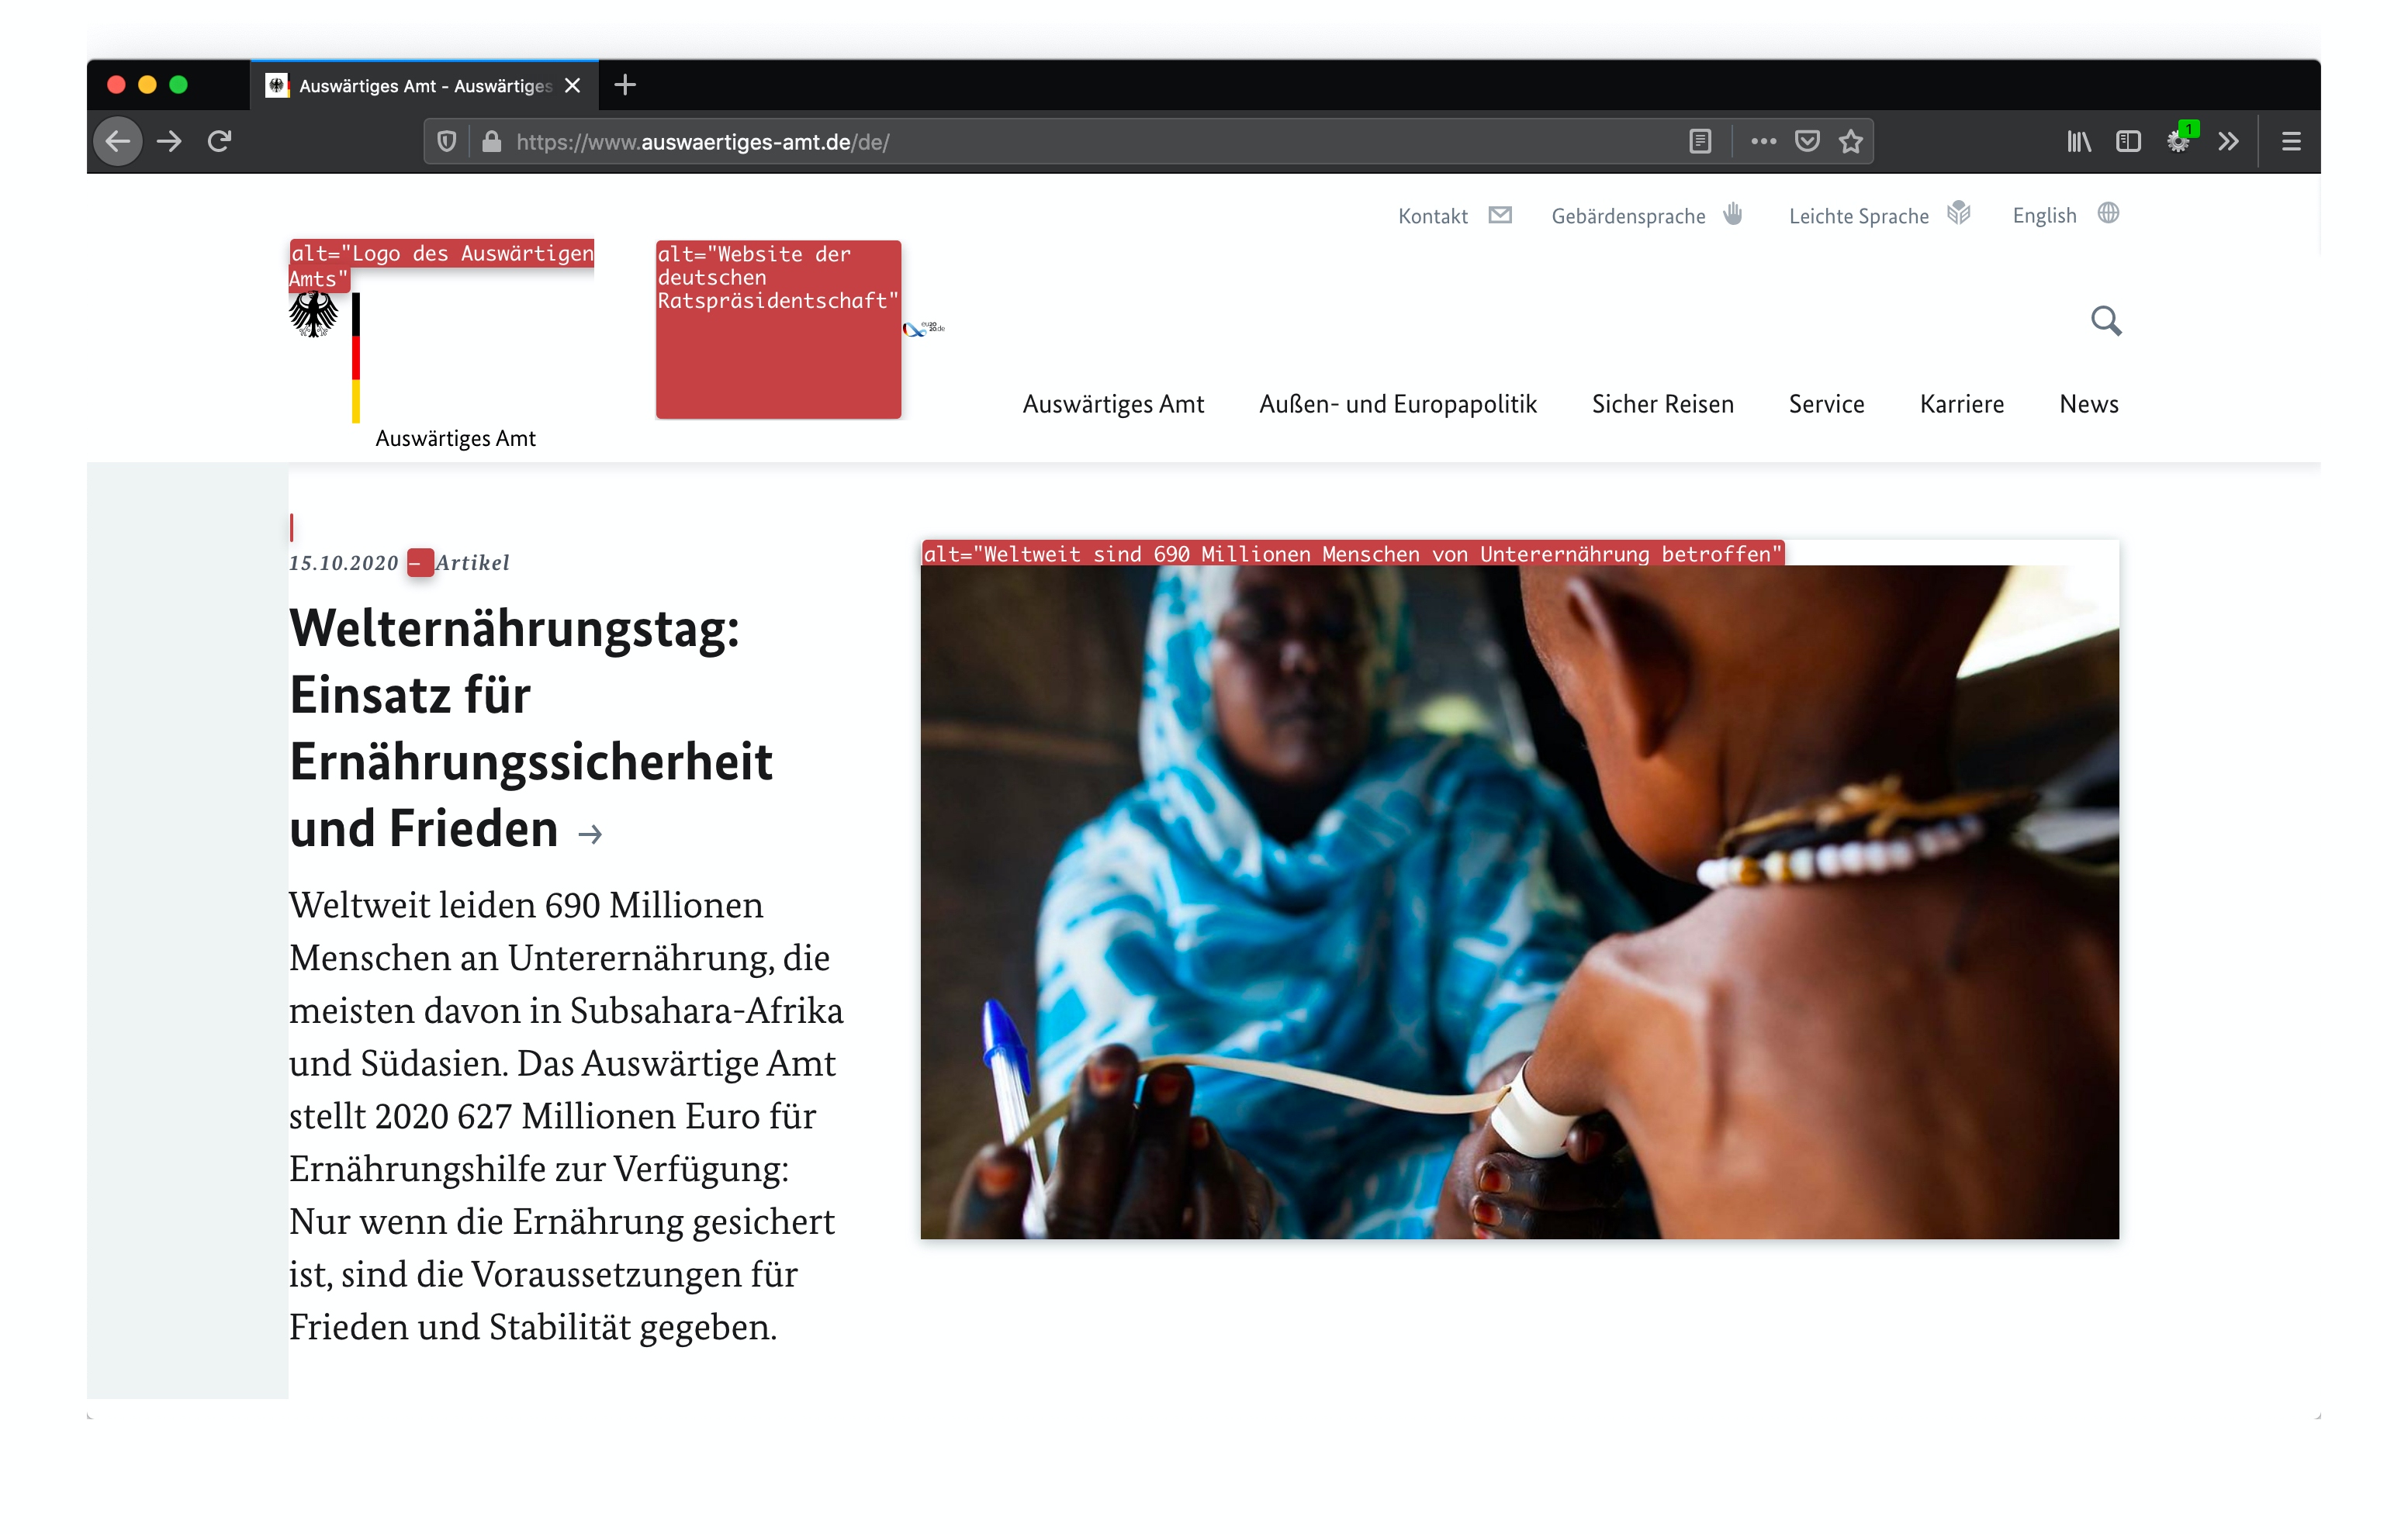 Auswärtiges Amt - Auswärtiges
https://www.auswaertiges-amt.de/de/
1
Kontakt
Gebärdensprache
Leichte Sprache
English
alt="Logo des Auswärtigen
Amts"
alt="Website der
deutschen
Ratspräsidentschaft"
eu20
20.de
Auswärtiges Amt
Auswärtiges Amt
Außen- und Europapolitik
Sicher Reisen
Service
Karriere
News
15.10.2020 – Artikel
Welternährungstag:
Einsatz für
Ernährungssicherheit
und Frieden →
Weltweit leiden 690 Millionen
Menschen an Unterernährung, die
meisten davon in Subsahara-Afrika
und Südasien. Das Auswärtige Amt
stellt 2020 627 Millionen Euro für
Ernährungshilfe zur Verfügung:
Nur wenn die Ernährung gesichert
ist, sind die Voraussetzungen für
Frieden und Stabilität gegeben.
alt="Weltweit sind 690 Millionen Menschen von Unterernährung betroffen"